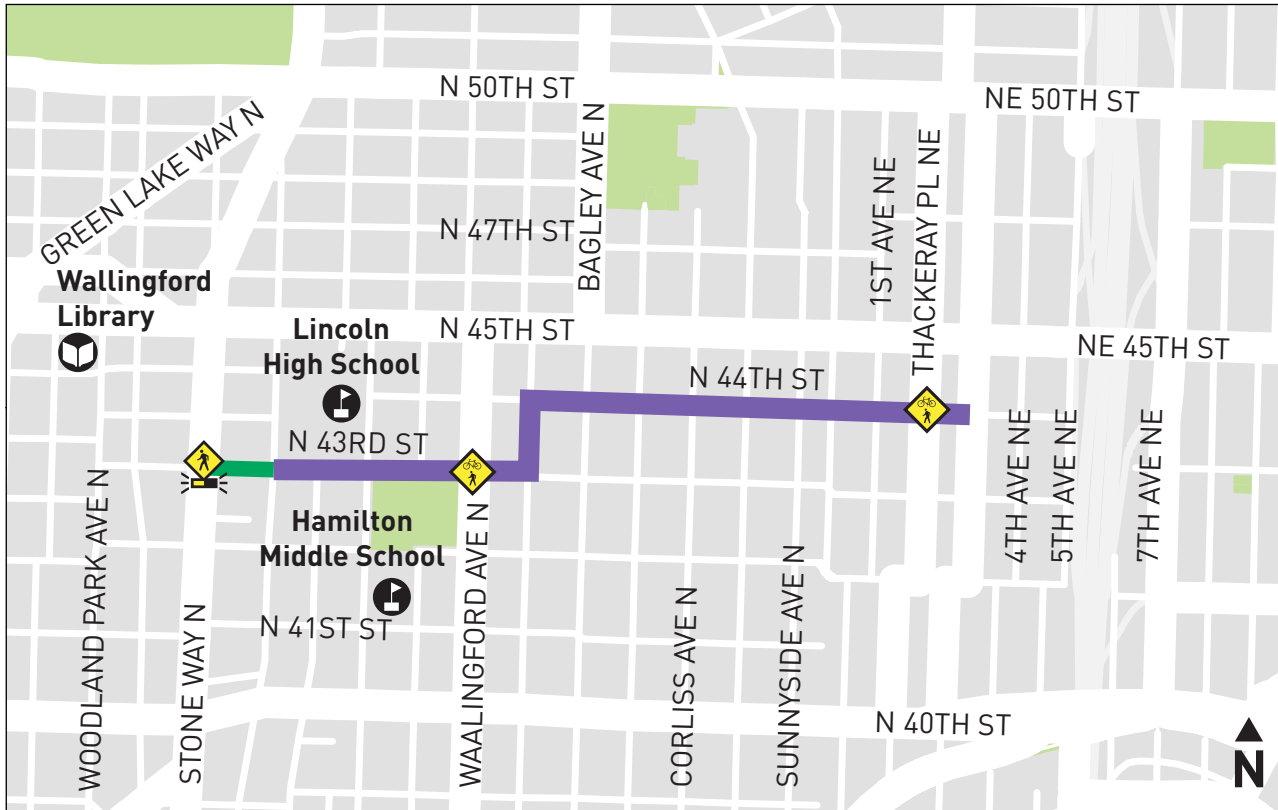 N 50TH ST
NE 50TH ST
GREEN LAKE WAY N
BAGLEY AVE N
1ST AVE NE
THACKERAY PL NE
N 47TH ST
Wallingford
Library
Lincoln
High School
N 45TH ST
NE 45TH ST
N 44TH ST
N 43RD ST
WOODLAND PARK AVE N
STONE WAY N
Hamilton
Middle School
WAALINGFORD AVE N
4TH AVE NE
5TH AVE NE
7TH AVE NE
N 41ST ST
CORLISS AVE N
SUNNYSIDE AVE N
N 40TH ST
N